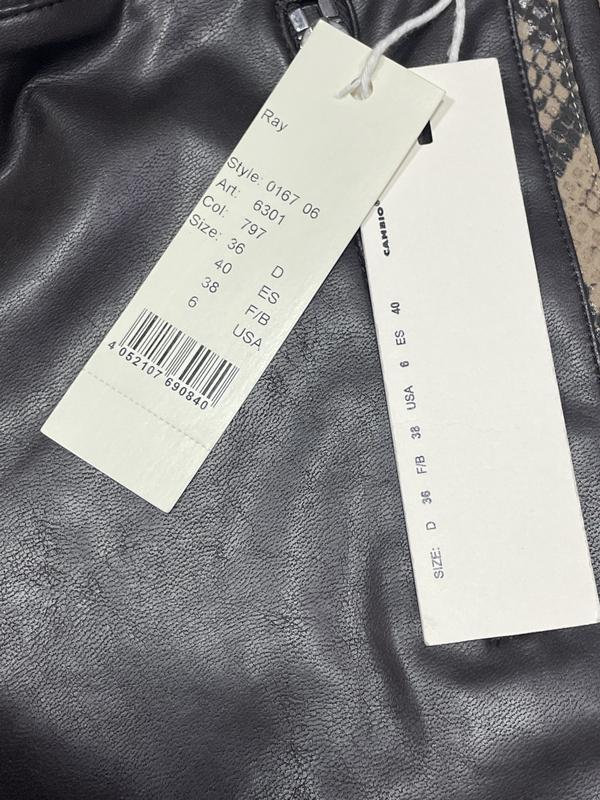 Ray
Style: 0167 06
Art: 6301
Col: 797
Size: 36 D
40 ES
38 F/B
6 USA
4 052107 690840
CAMBIO
SIZE: D 36 F/B 38 USA 6 ES 40